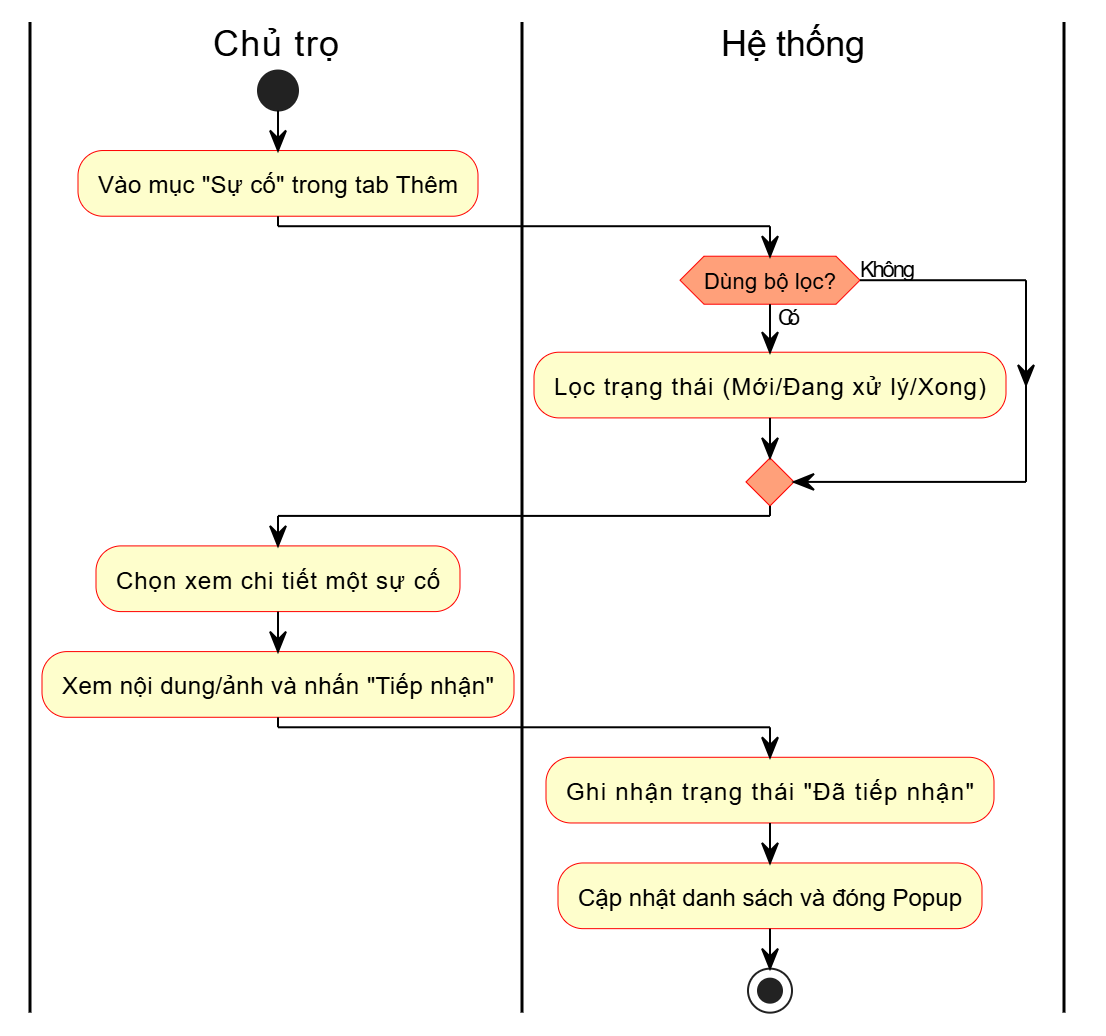 Chủ trọ
Hệ thống
Vào mục "Sự cố" trong tab Thêm
Dùng bộ lọc?
Không
Có
Lọc trạng thái (Mới/Đang xử lý/Xong)
Chọn xem chi tiết một sự cố
Xem nội dung/ảnh và nhấn "Tiếp nhận"
Ghi nhận trạng thái "Đã tiếp nhận"
Cập nhật danh sách và đóng Popup